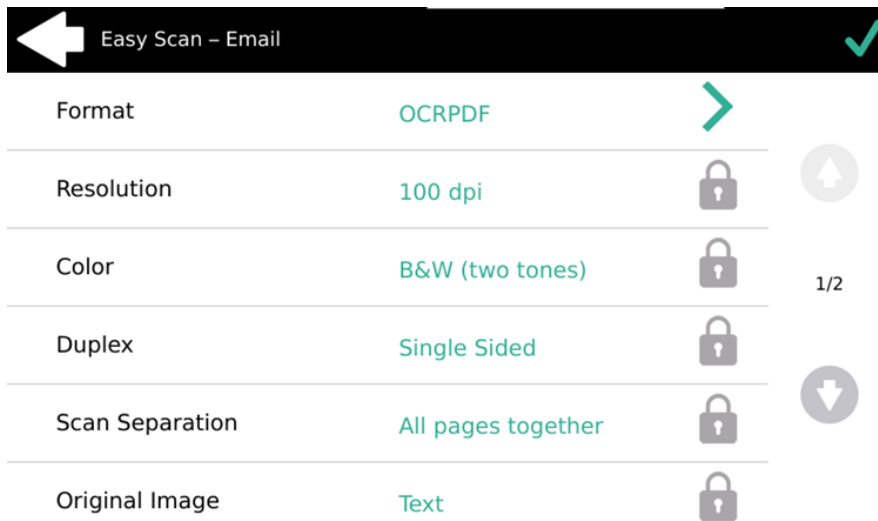 Easy Scan – Email
Format OCRPDF
Resolution 100 dpi
Color B&W (two tones)
1/2
Duplex Single Sided
Scan Separation All pages together
Original Image Text